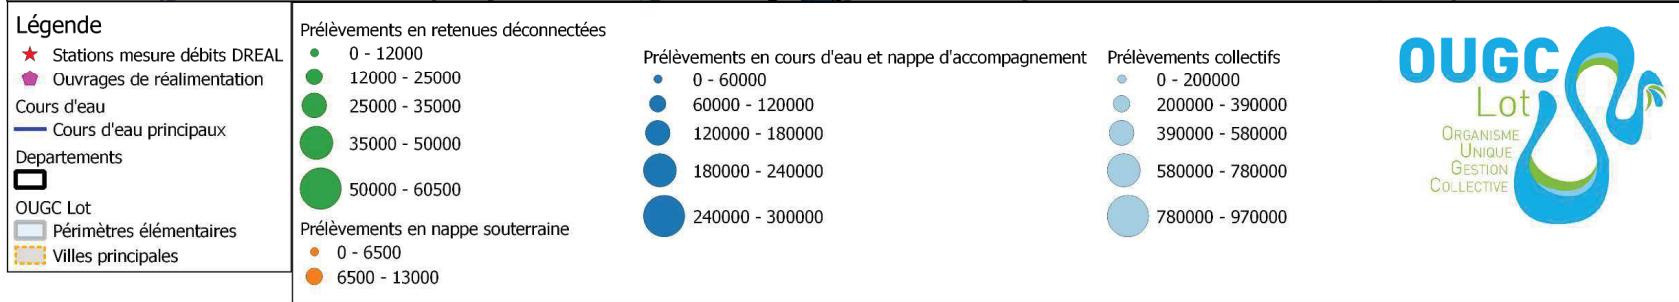 Légende
Stations mesure débits DREAL
Ouvrages de réalimentation
Cours d'eau
Cours d'eau principaux
Departements
OUGC Lot
Périmètres élémentaires
Villes principales
Prélèvements en retenues déconnectées
0 - 12000
12000 - 25000
25000 - 35000
35000 - 50000
50000 - 60500
Prélèvements en nappe souterraine
0 - 6500
6500 - 13000
Prélèvements en cours d'eau et nappe d'accompagnement
0 - 60000
60000 - 120000
120000 - 180000
180000 - 240000
240000 - 300000
Prélèvements collectifs
0 - 200000
200000 - 390000
390000 - 580000
580000 - 780000
780000 - 970000
OUGC
Lot
ORGANISME
UNIQUE
GESTION
COLLECTIVE